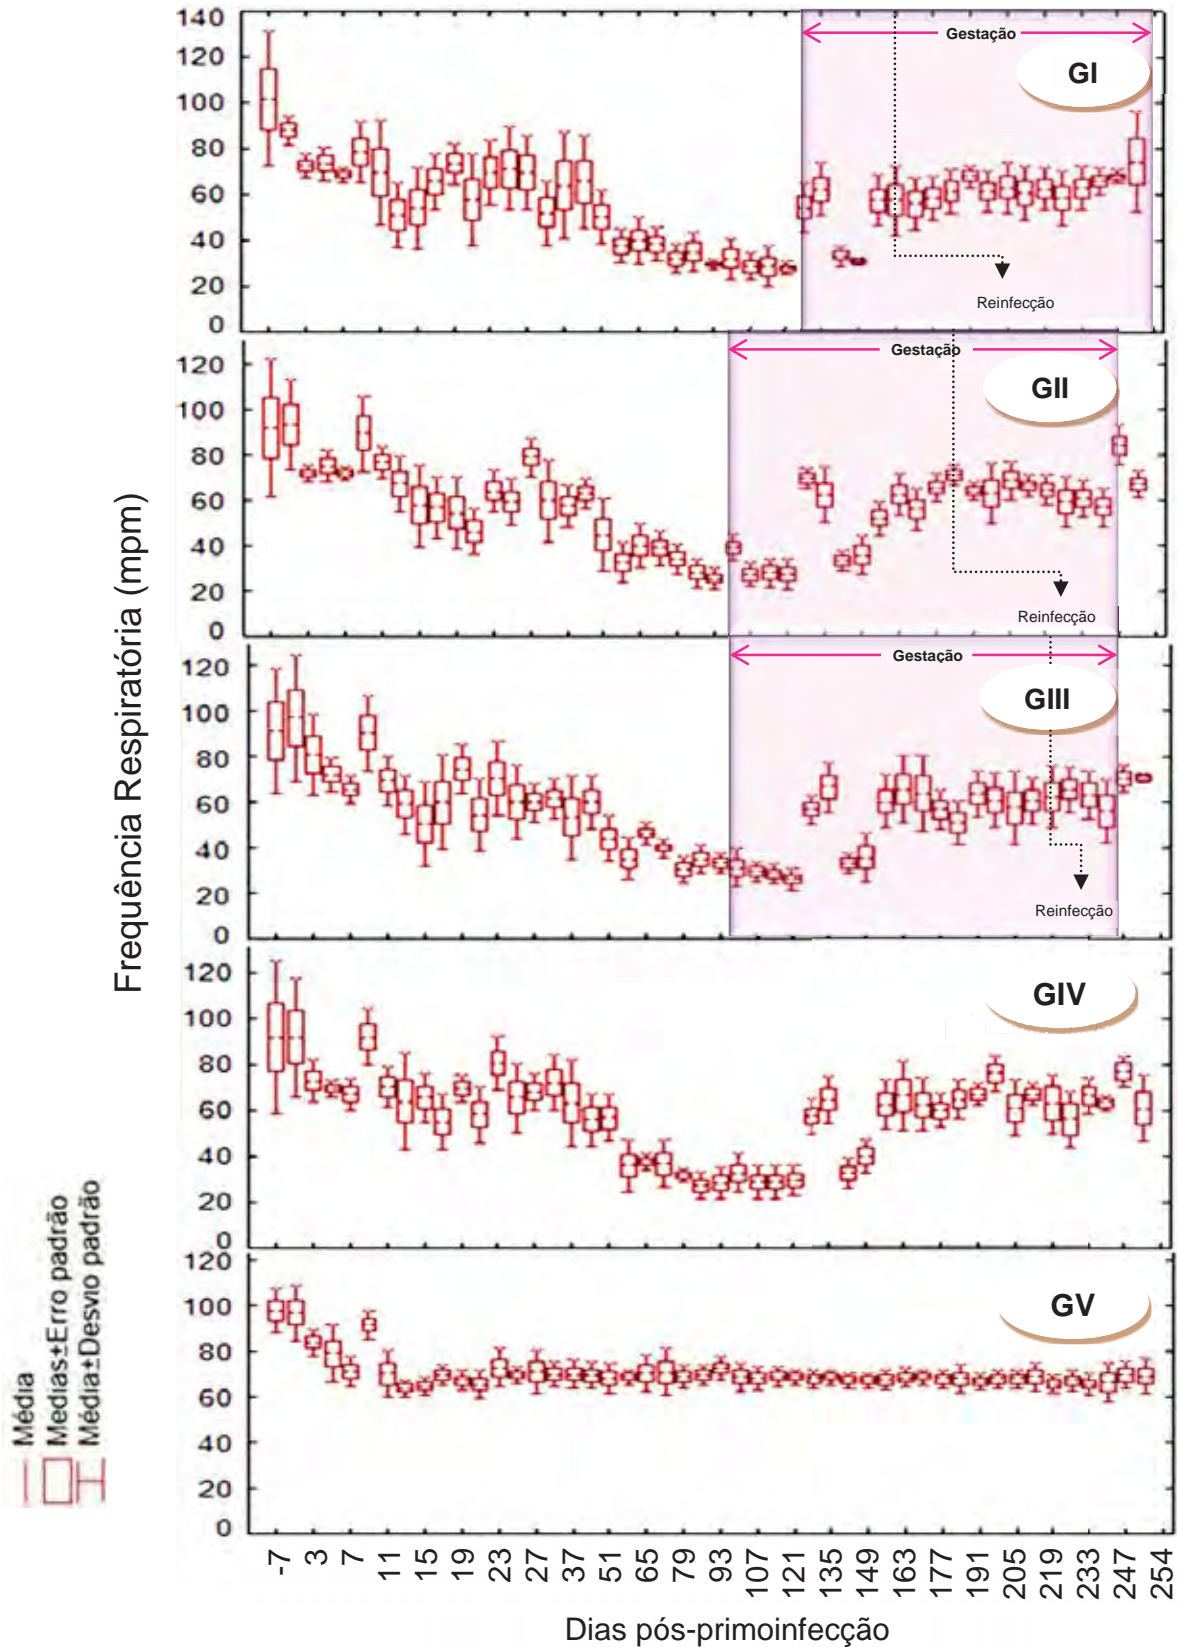 Frequência Respiratória (mpm)
140
120
100
80
60
40
20
0
Gestação
GI
Reinfecção
120
100
80
60
40
20
0
Gestação
GII
Reinfecção
120
100
80
60
40
20
0
Gestação
GIII
Reinfecção
120
100
80
60
40
20
0
GIV
120
100
80
60
40
20
0
GV
-7 3 7 11 15 19 23 27 37 51 65 79 93 107 121 135 149 163 177 191 205 219 233 247 254
Dias pós-primoinfecção
Média
Medias±Erro padrão
Média±Desvio padrão